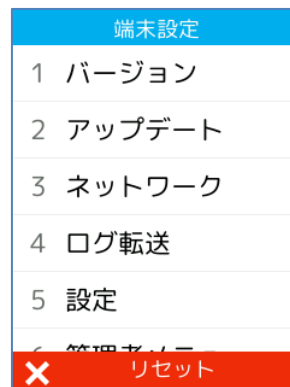 端末設定
1 バージョン
2 アップデート
3 ネットワーク
4 ログ転送
5 設定
リセット